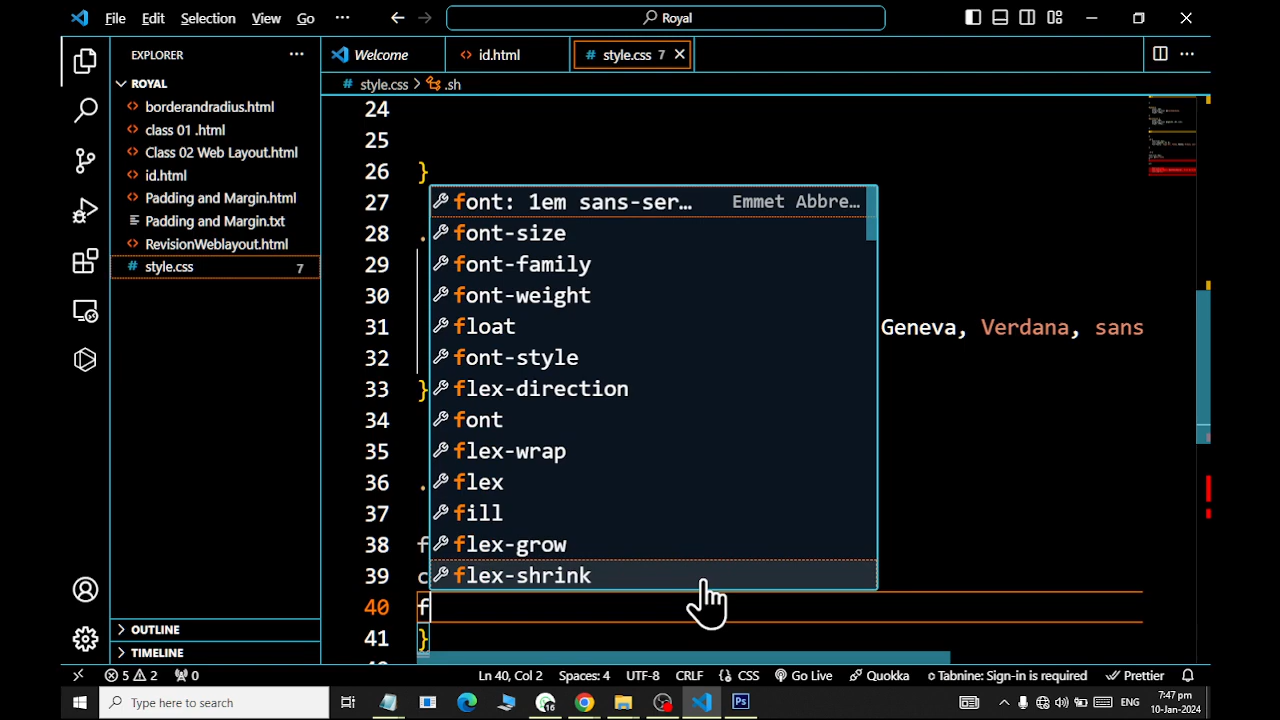 File Edit Selection View Go ··· Royal
EXPLORER ···
Welcome
id.html
style.css 7
ROYAL
style.css > .sh
borderandradius.html
class 01 .html
Class 02 Web Layout.html
id.html
Padding and Margin.html
Padding and Margin.txt
RevisionWeblayout.html
style.css 7
24
25
26 }
27
28 .
29
30
31 Geneva, Verdana, sans
32
33 }
34
35
36 .
37
38 f
39 c
40 f
41 }
font: 1em sans-ser… Emmet Abbre…
font-size
font-family
font-weight
float
font-style
flex-direction
font
flex-wrap
flex
fill
flex-grow
flex-shrink
OUTLINE
TIMELINE
5 2 0 Ln 40, Col 2 Spaces: 4 UTF-8 CRLF CSS Go Live Quokka Tabnine: Sign-in is required Prettier
Type here to search
16
Ps
ENG
7:47 pm
10-Jan-2024